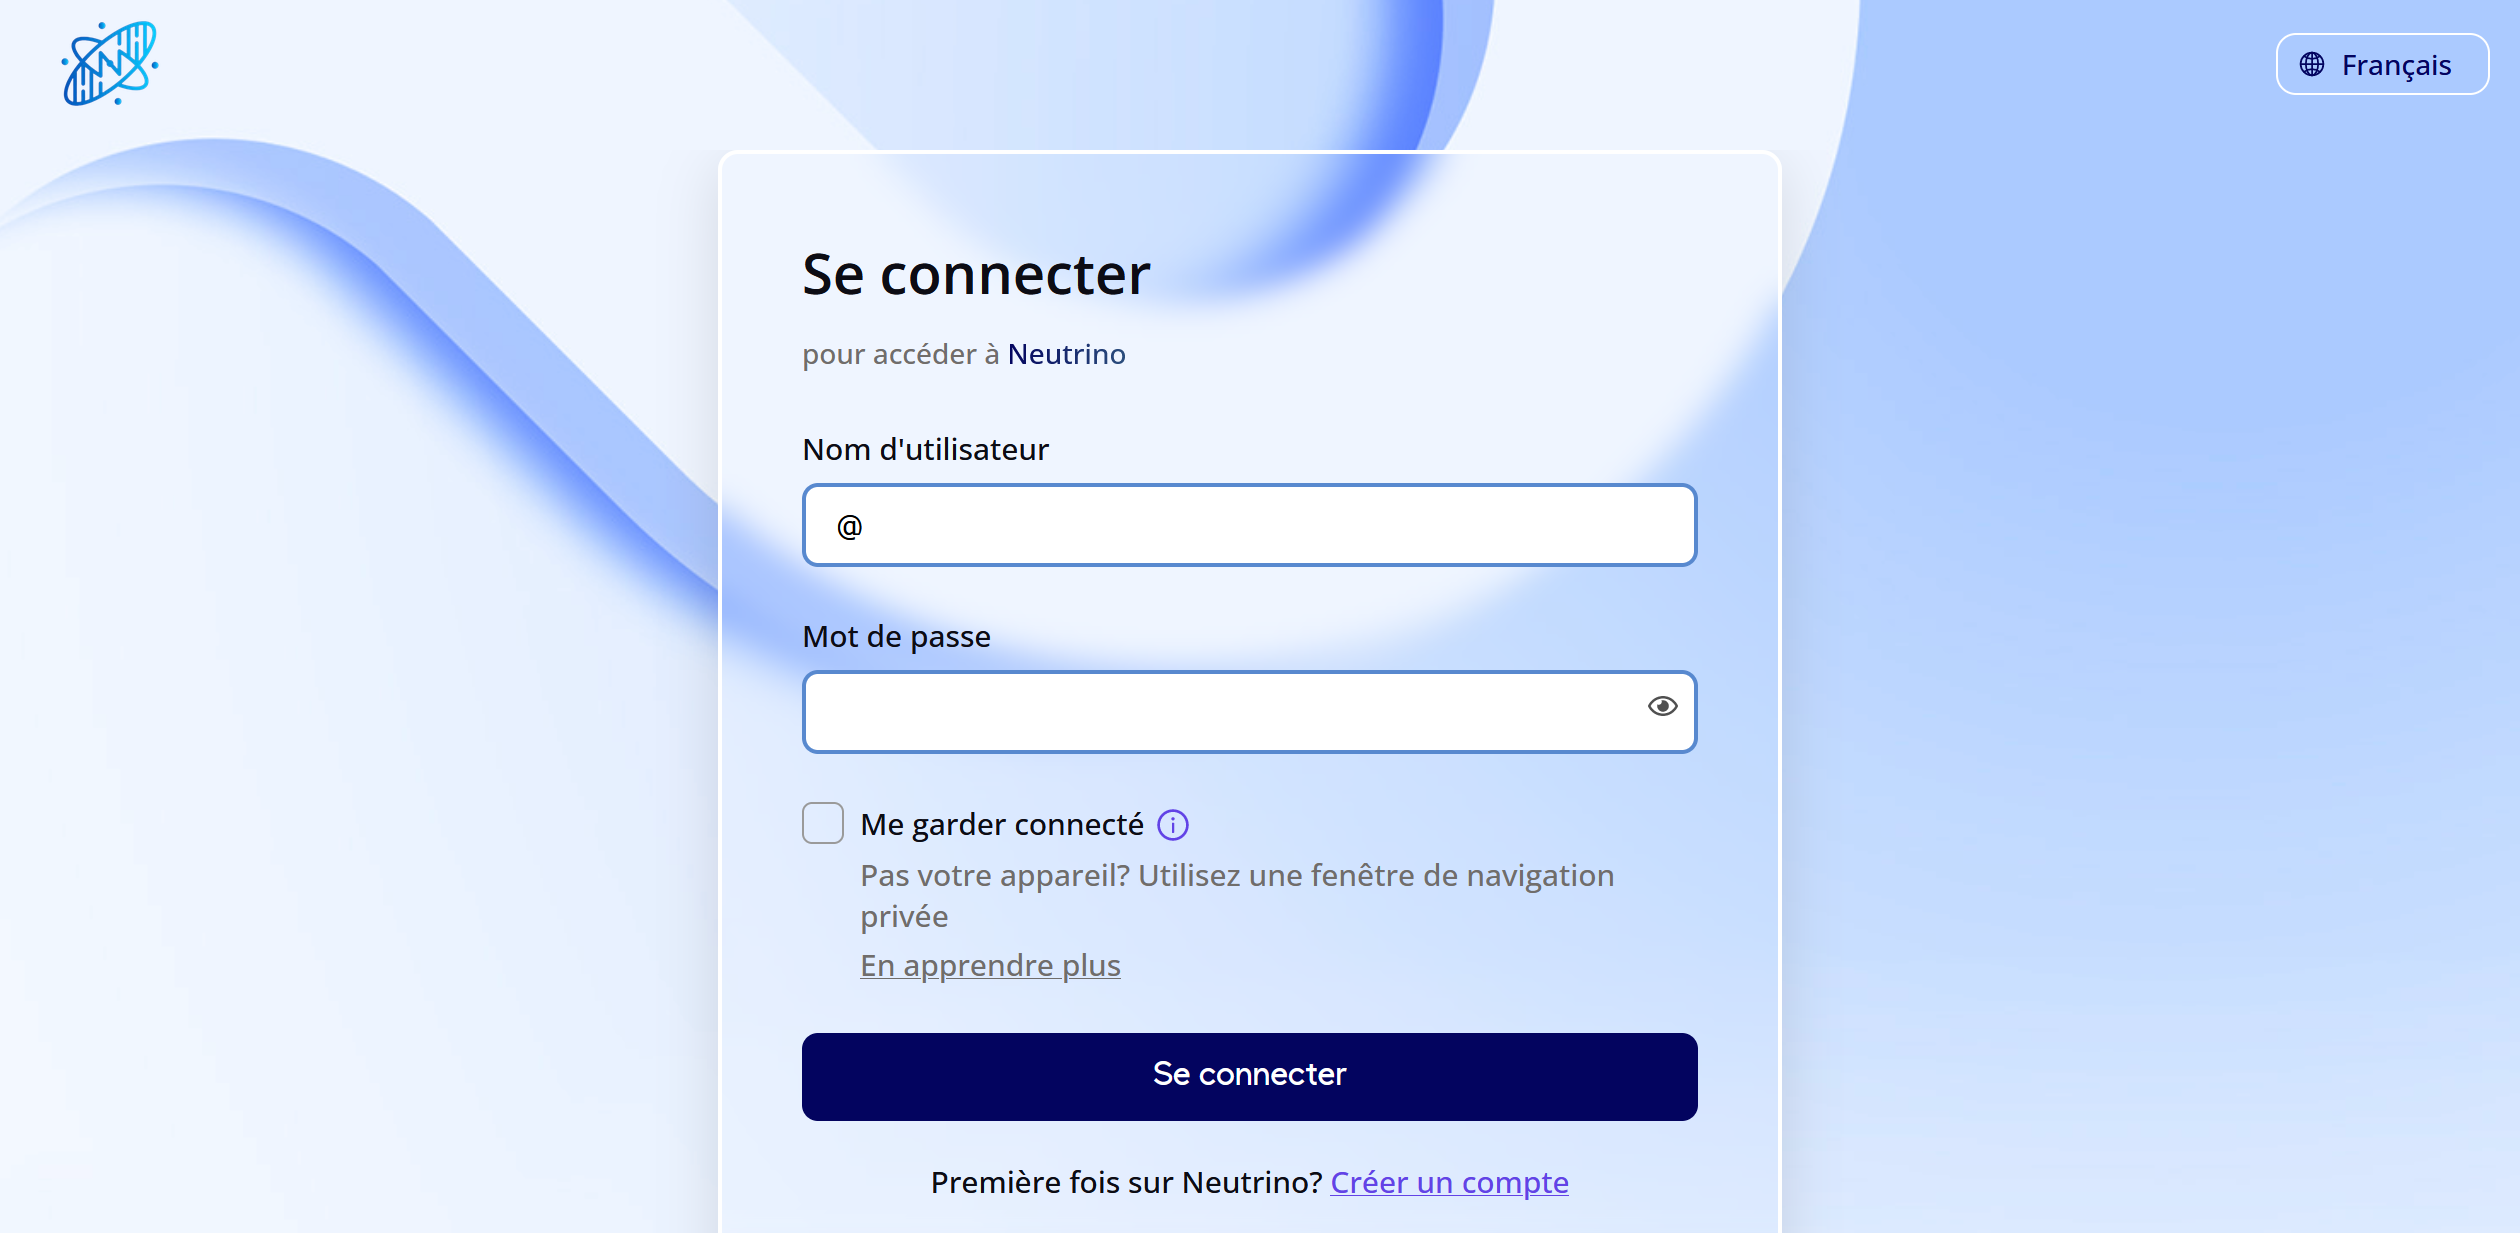 Français
Se connecter
pour accéder à Neutrino
Nom d'utilisateur
@
Mot de passe
Me garder connecté
Pas votre appareil? Utilisez une fenêtre de navigation
privée
En apprendre plus
Se connecter
Première fois sur Neutrino? Créer un compte